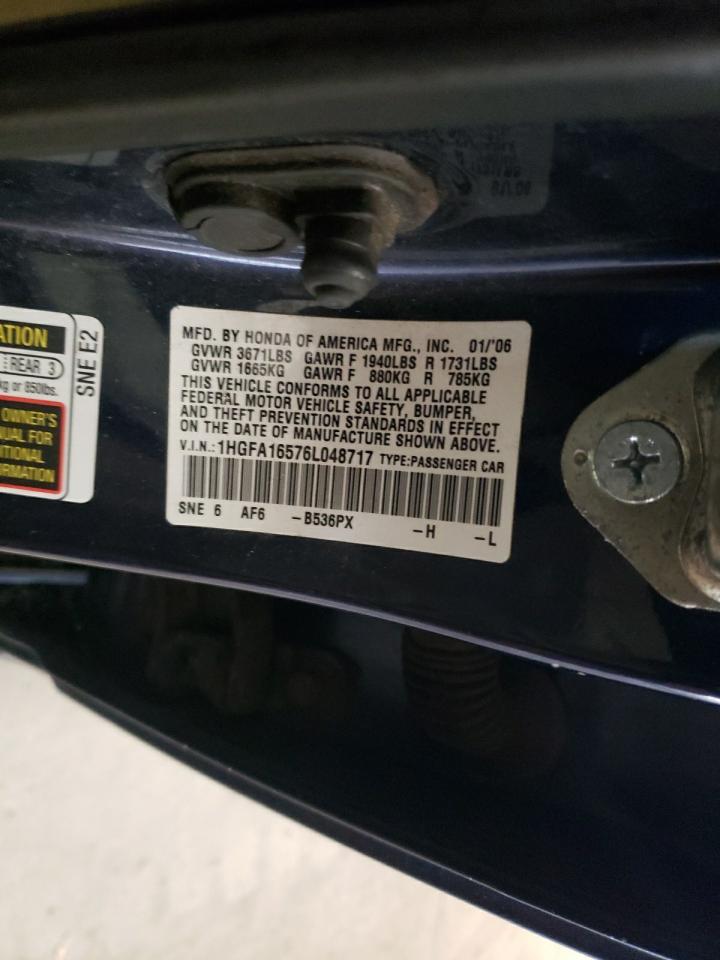 ATION
REAR 3
kg or 850lbs.
OWNER'S
UAL FOR
ITIONAL
ORMATION
SNE E2
MFD. BY HONDA OF AMERICA MFG., INC. 01/'06
GVWR 3671LBS GAWR F 1940LBS R 1731LBS
GVWR 1665KG GAWR F 880KG R 785KG
THIS VEHICLE CONFORMS TO ALL APPLICABLE
FEDERAL MOTOR VEHICLE SAFETY, BUMPER,
AND THEFT PREVENTION STANDARDS IN EFFECT
ON THE DATE OF MANUFACTURE SHOWN ABOVE.
V.I.N.: 1HGFA16576L048717 TYPE:PASSENGER CAR
SNE 6 AF6 -B536PX -H -L